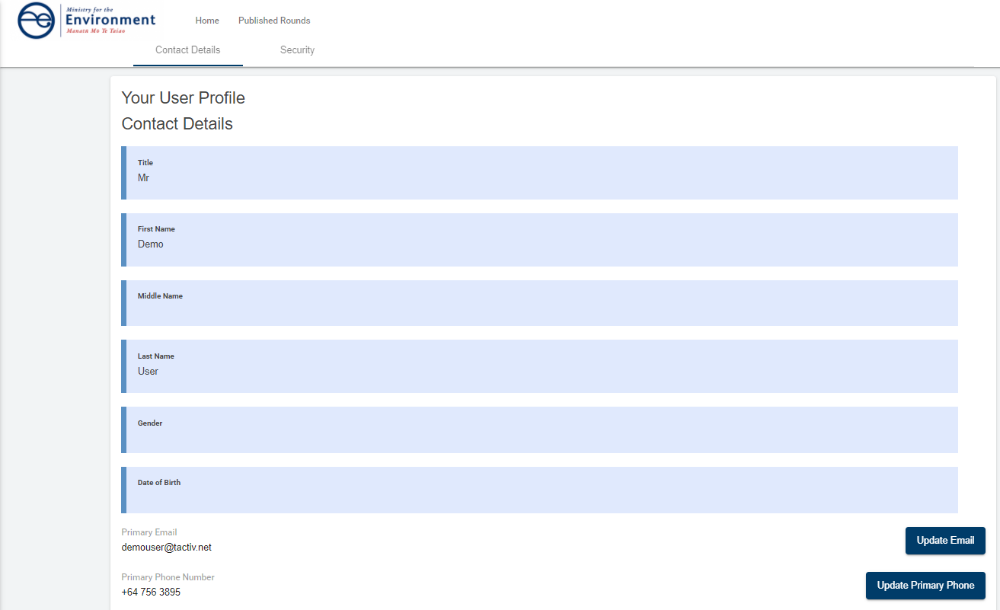 Ministry for the
Environment
Manatū Mō Te Taiao
Home
Published Rounds
Contact Details
Security
Your User Profile
Contact Details
Title
Mr
First Name
Demo
Middle Name
Last Name
User
Gender
Date of Birth
Primary Email
demouser@tactiv.net
Update Email
Primary Phone Number
+64 756 3895
Update Primary Phone